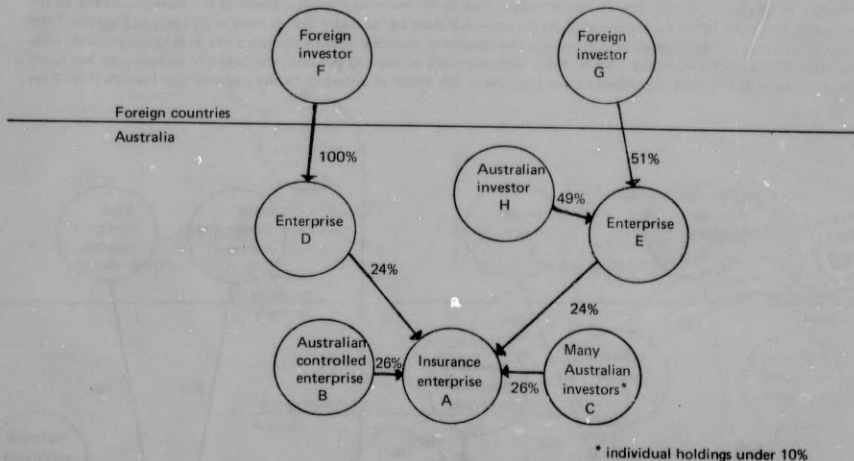 Foreign
investor
F
Foreign
investor
G
Foreign countries
Australia
100%
51%
Australian
investor
H
49%
Enterprise
D
Enterprise
E
24%
24%
Australian
controlled
enterprise
B
26%
Insurance
enterprise
A
26%
Many
Australian
investors*
C
* individual holdings under 10%